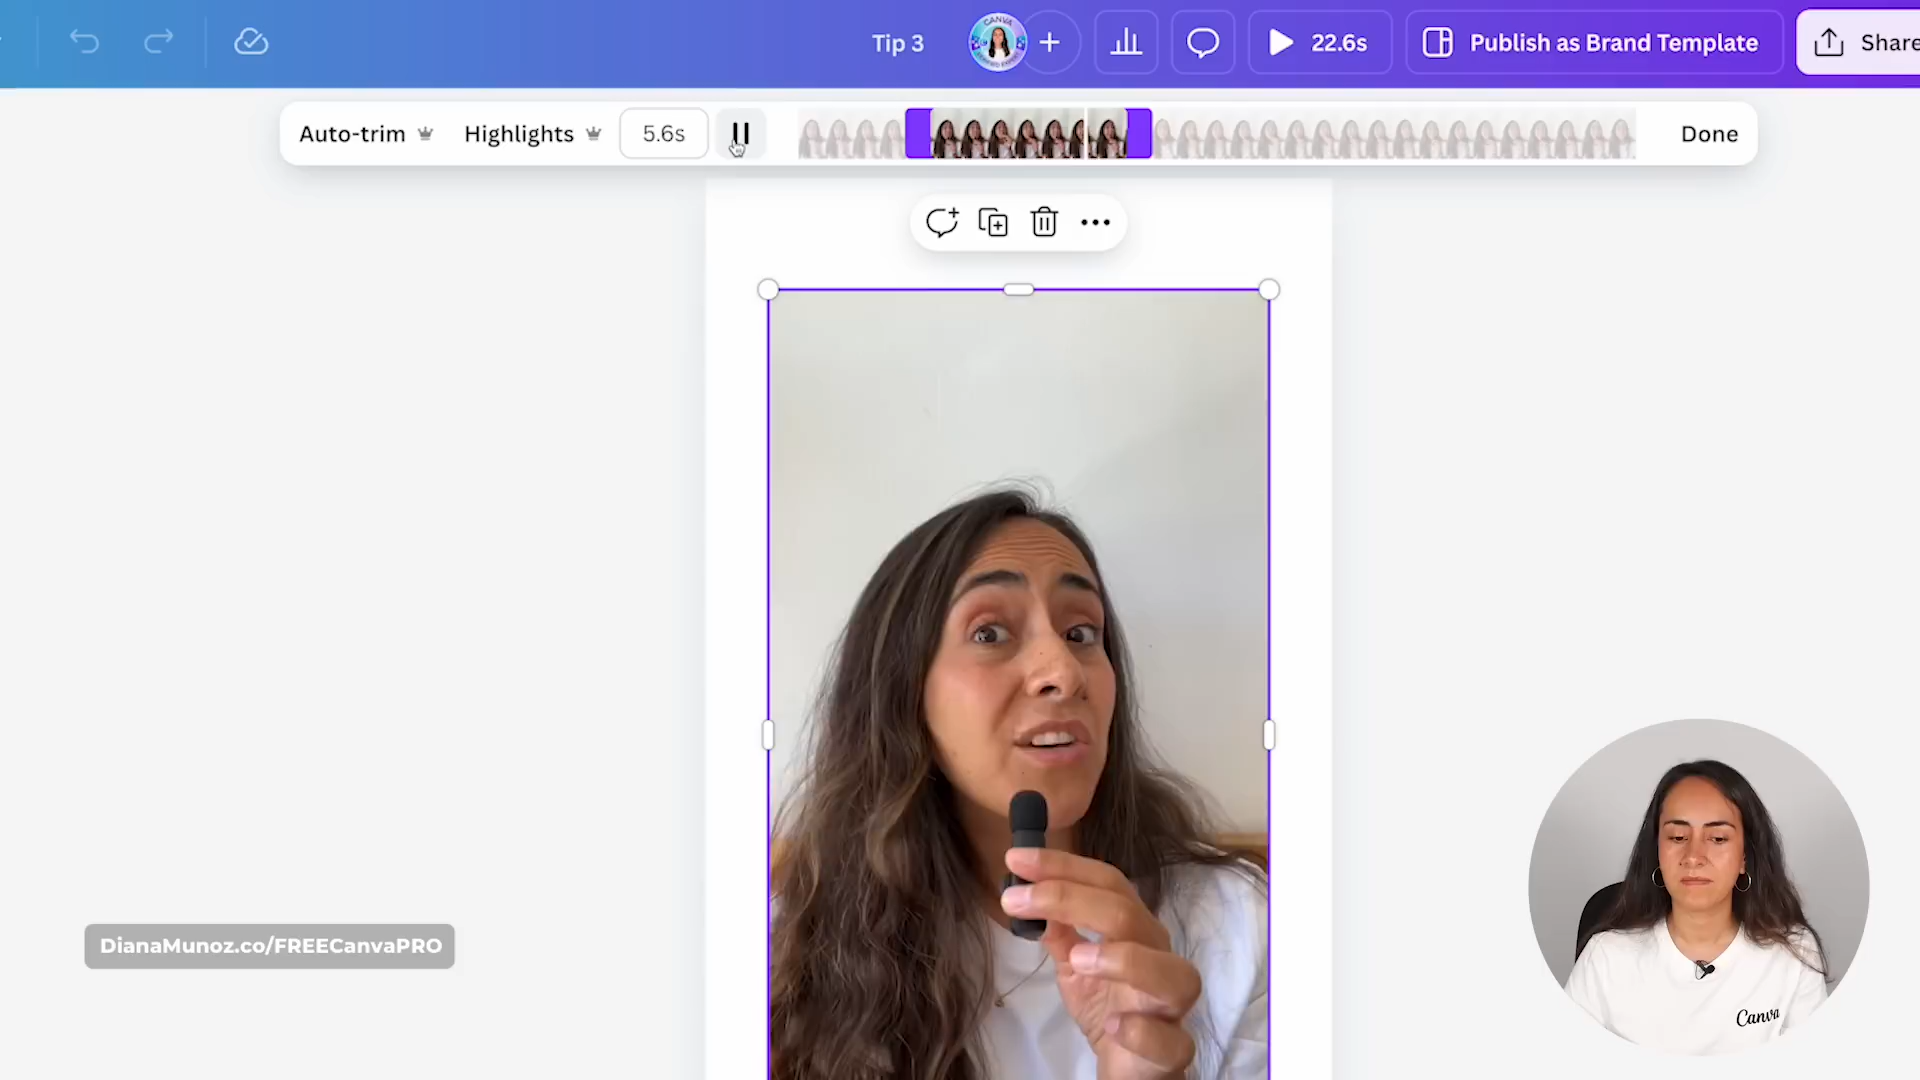 Tip 3
CANVA
22.6s
Publish as Brand Template
Share
Auto-trim
Highlights
5.6s
Done
DianaMunoz.co/FREECanvaPRO
Canva